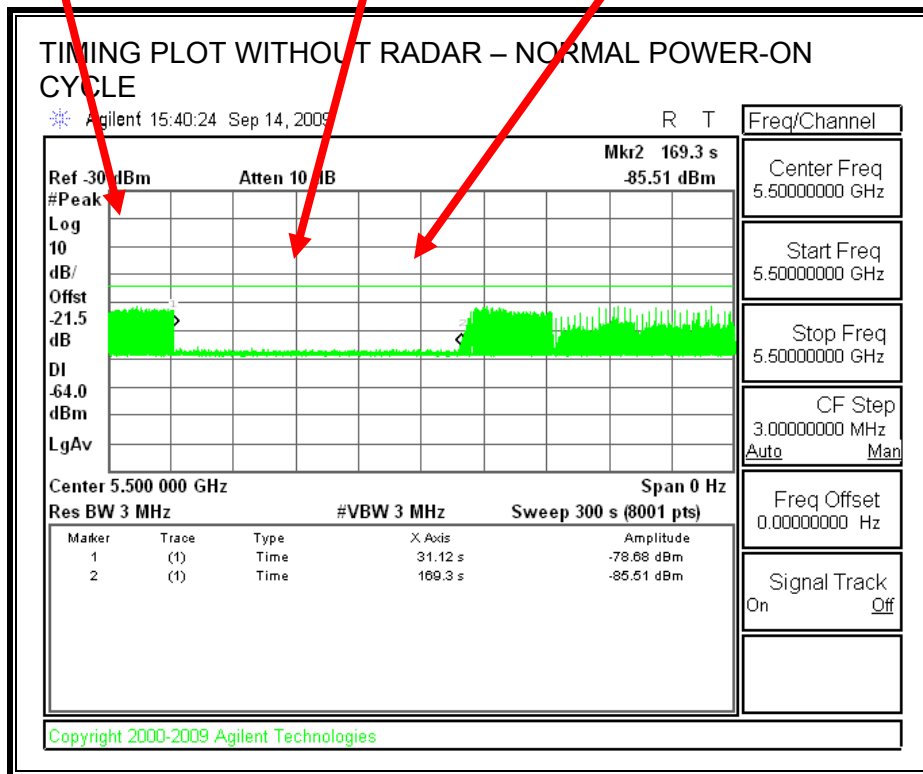 TIMING PLOT WITHOUT RADAR – NORMAL POWER-ON
CYCLE
Agilent 15:40:24 Sep 14, 2009
R T
Mkr2 169.3 s
Ref -30 dBm Atten 10 dB -85.51 dBm
#Peak
Log
10
dB/
Offst
-21.5
dB
DI
-64.0
dBm
LgAv
1
2
Center 5.500 000 GHz Span 0 Hz
Res BW 3 MHz #VBW 3 MHz Sweep 300 s (8001 pts)
Marker Trace Type X Axis Amplitude
1 (1) Time 31.12 s -78.68 dBm
2 (1) Time 169.3 s -85.51 dBm
Copyright 2000-2009 Agilent Technologies
Freq/Channel
Center Freq
5.50000000 GHz
Start Freq
5.50000000 GHz
Stop Freq
5.50000000 GHz
CF Step
3.00000000 MHz
Auto Man
Freq Offset
0.00000000 Hz
Signal Track
On Off